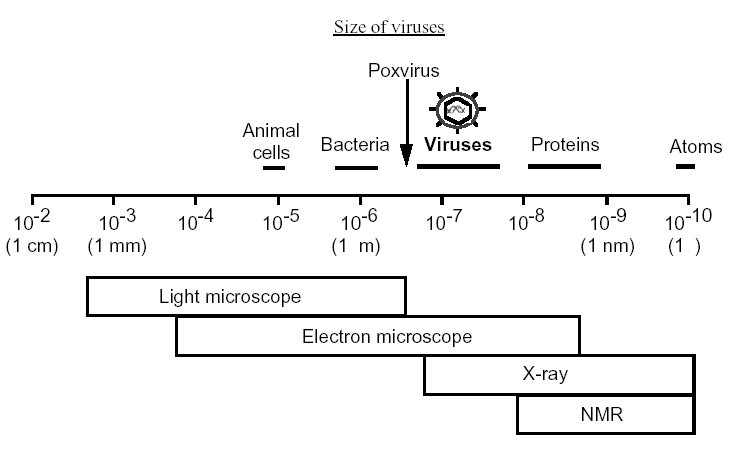 Size of viruses
Poxvirus
Animal
cells
Bacteria
Viruses
Proteins
Atoms
10-2 10-3 10-4 10-5 10-6 10-7 10-8 10-9 10-10
(1 cm) (1 mm) (1 m) (1 nm) (1 )
Light microscope
Electron microscope
X-ray
NMR